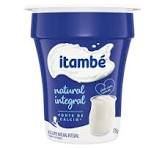 itambé
natural
integral
FONTE DE
CÁLCIO